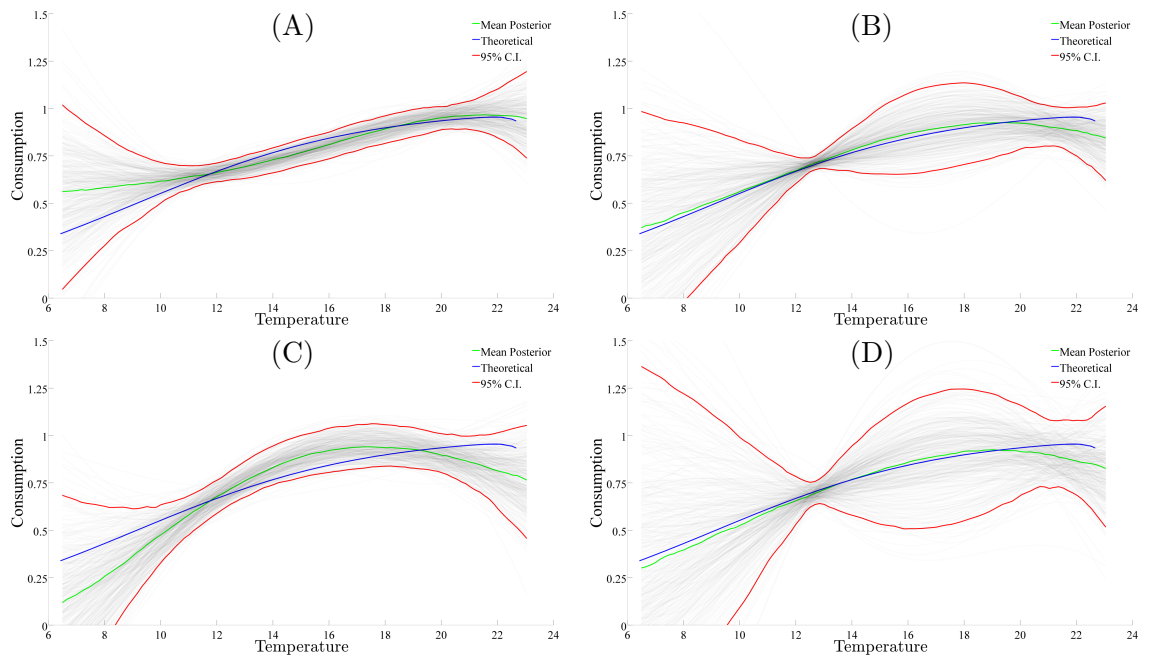 (A)
Mean Posterior
Theoretical
95% C.I.
Consumption
1.5
1.25
1
0.75
0.5
0.25
0
6 8 10 12 14 16 18 20 22 24
Temperature
(B)
Mean Posterior
Theoretical
95% C.I.
Consumption
1.5
1.25
1
0.75
0.5
0.25
0
6 8 10 12 14 16 18 20 22 24
Temperature
(C)
Mean Posterior
Theoretical
95% C.I.
Consumption
1.5
1.25
1
0.75
0.5
0.25
0
6 8 10 12 14 16 18 20 22 24
Temperature
(D)
Mean Posterior
Theoretical
95% C.I.
Consumption
1.5
1.25
1
0.75
0.5
0.25
0
6 8 10 12 14 16 18 20 22 24
Temperature